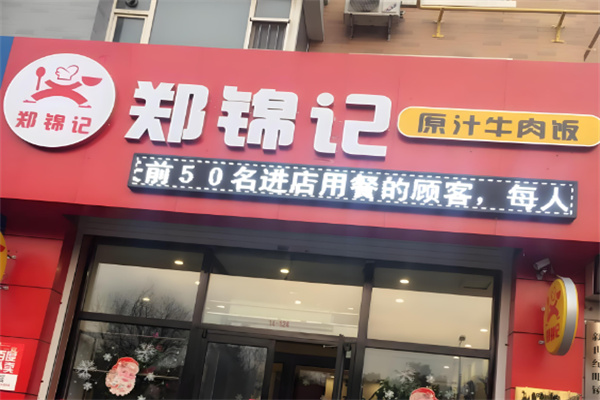 郑锦记
郑锦记
原汁牛肉饭
前50名进店用餐的顾客，每人